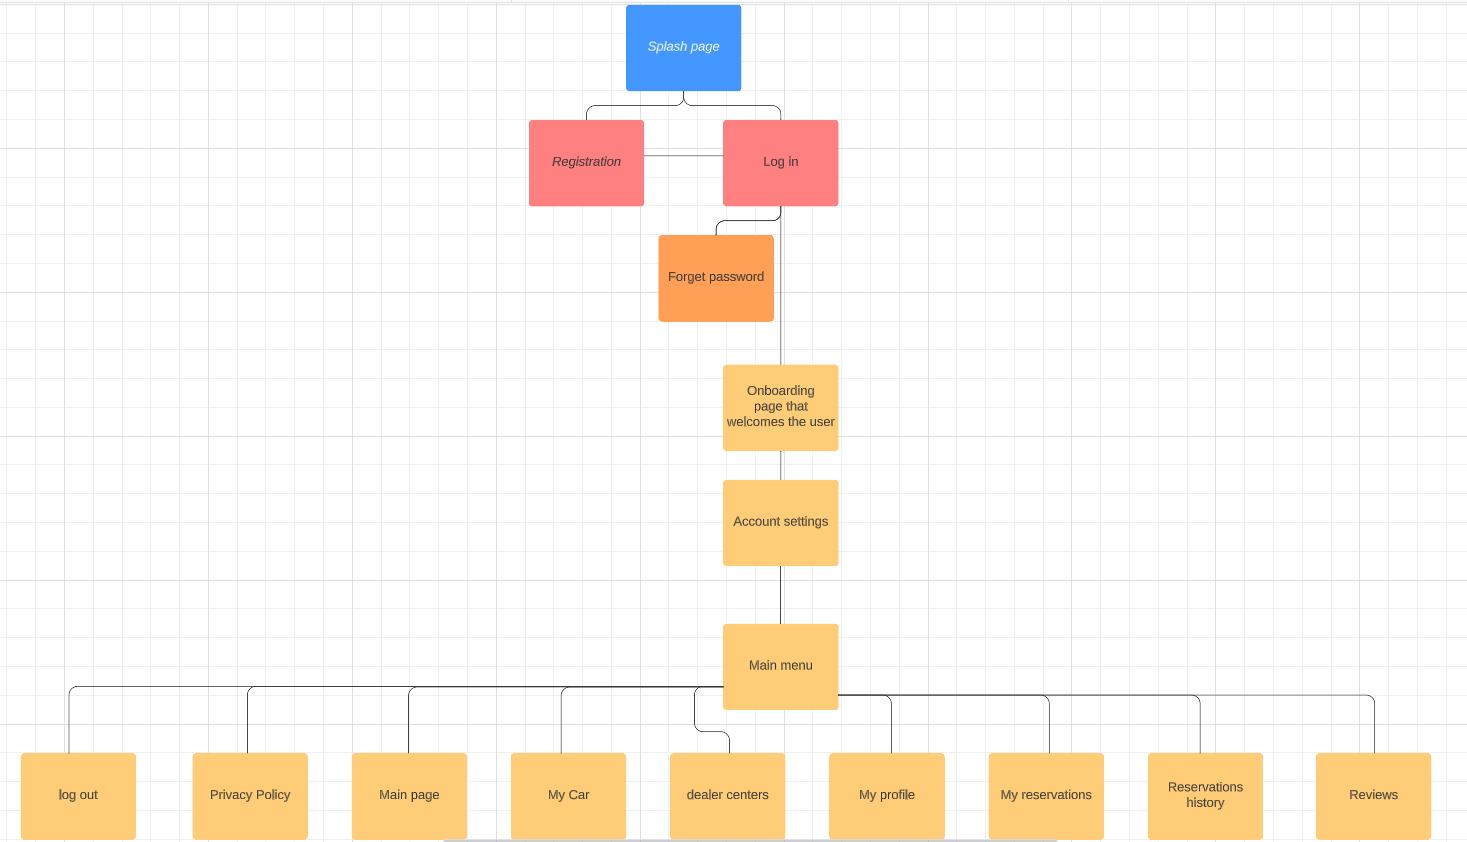 Splash page
Registration
Log in
Forget password
Onboarding
page that
welcomes the user
Account settings
Main menu
log out
Privacy Policy
Main page
My Car
dealer centers
My profile
My reservations
Reservations
history
Reviews